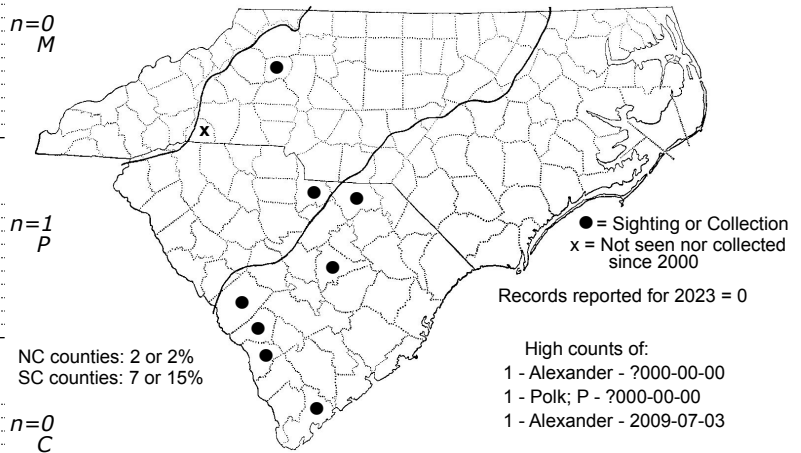 n=0
M
x
n=1
P
● = Sighting or Collection
x = Not seen nor collected
since 2000
Records reported for 2023 = 0
NC counties: 2 or 2%
SC counties: 7 or 15%
High counts of:
1 - Alexander - ?000-00-00
1 - Polk; P - ?000-00-00
1 - Alexander - 2009-07-03
n=0
C